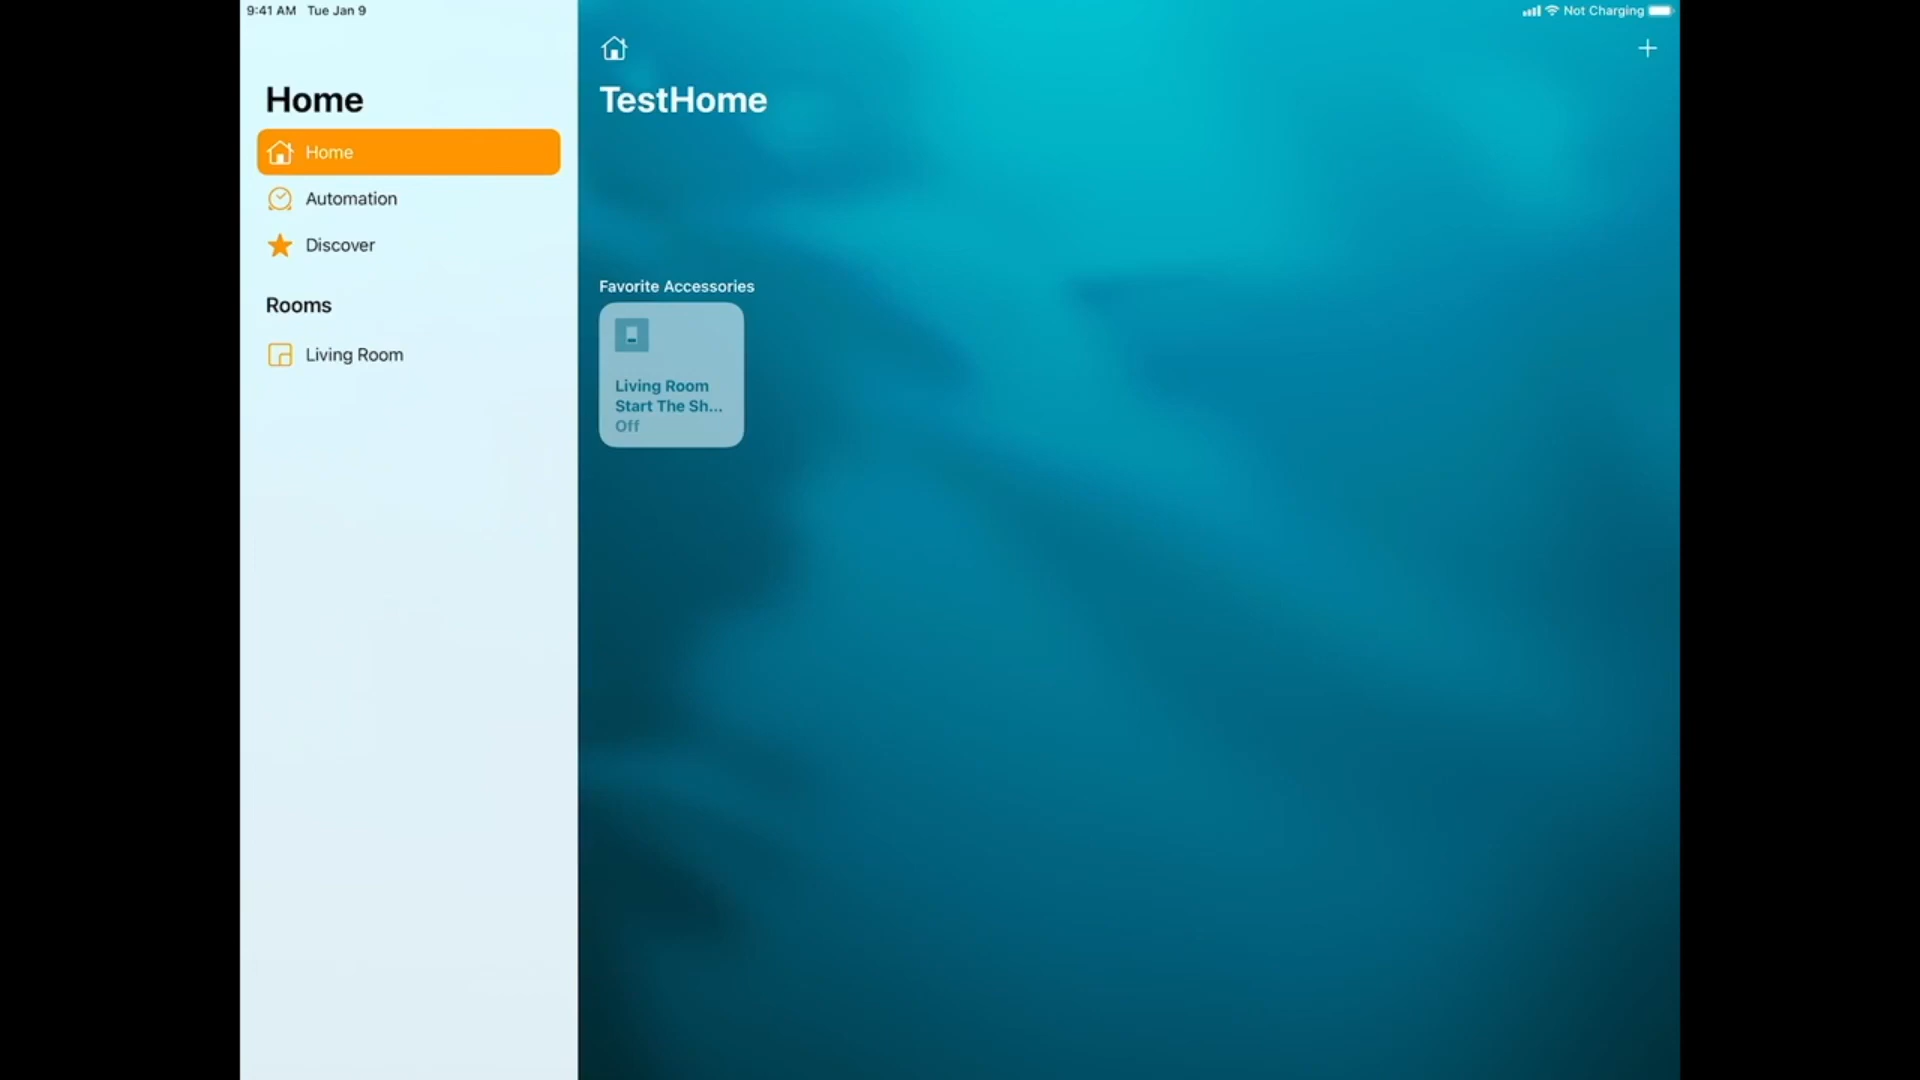 9:41 AM Tue Jan 9
Not Charging
Home
Home
Automation
Discover
Rooms
Living Room
TestHome
Favorite Accessories
Living Room
Start The Sh...
Off